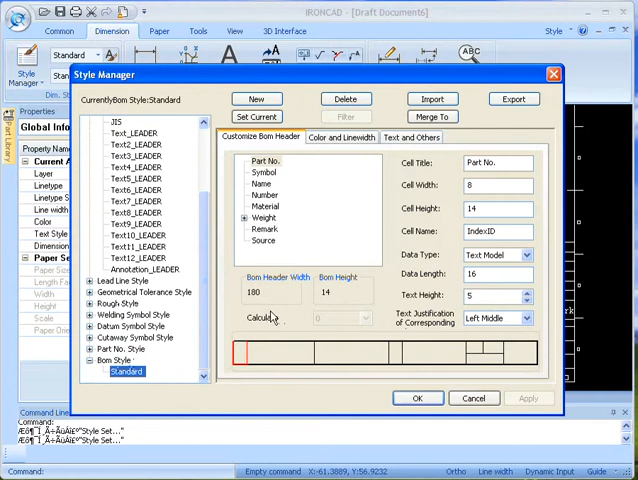 IRONCAD - [Draft Document6]
Common
Dimension
Paper
Tools
3D Interface
Style
Style
Manager
Standard
Sta
ABC
Dim. S
Properties
Global Info
Property Name
Current A
Layer
Linetype
Linetype S
Line width
Color
Text Style
Dimension
Paper Se
Paper Size
Part Library
Style Manager
CurrentlyBom Style:Standard
New
Delete
Import
Export
Set Current
Filter
Merge To
JIS
Text_LEADER
Text2_LEADER
Text3_LEADER
Text4_LEADER
Text5_LEADER
Text6_LEADER
Text7_LEADER
Text8_LEADER
Text9_LEADER
Text10_LEADER
Text11_LEADER
Text12_LEADER
Annotation_LEADER
Lead Line Style
Geometrical Tolerance Style
Rough Style
Welding Symbol Style
Datum Symbol Style
Cutaway Symbol Style
Part No. Style
Bom Style
Standard
Customize Bom Header
Color and Linewidth
Text and Others
Part No.
Symbol
Name
Number
Material
Weight
Remark
Source
Bom Header Width
180
Bom Height
14
Calcula
0
Cell Title:
Part No.
Cell Width:
8
Cell Height:
14
Cell Name:
IndexID
Data Type:
Text Model
Data Length:
16
Text Height:
5
Text Justification
of Corresponding
Left Middle
OK
Cancel
Apply
Command Line
Command:
Command:
Empty command
X:-61.3889, Y:56.9232
Ortho
Line width
Dynamic Input
Guide